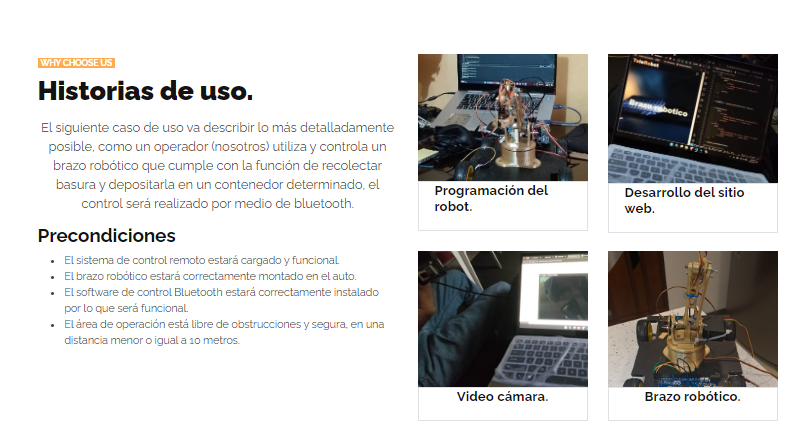 WHY CHOOSE US
Historias de uso.
El siguiente caso de uso va describir lo más detalladamente
posible, como un operador (nosotros) utiliza y controla un
brazo robótico que cumple con la función de recolectar
basura y depositarla en un contenedor determinado, el
control será realizado por medio de bluetooth.
Precondiciones
El sistema de control remoto estará cargado y funcional.
El brazo robótico estará correctamente montado en el auto.
El software de control Bluetooth estará correctamente instalado
por lo que será funcional.
El área de operación está libre de obstrucciones y segura, en una
distancia menor o igual a 10 metros.
Programación del
robot.
TeleRobot
Brazo robótico
Desarrollo del sitio
web.
Video cámara.
Brazo robótico.